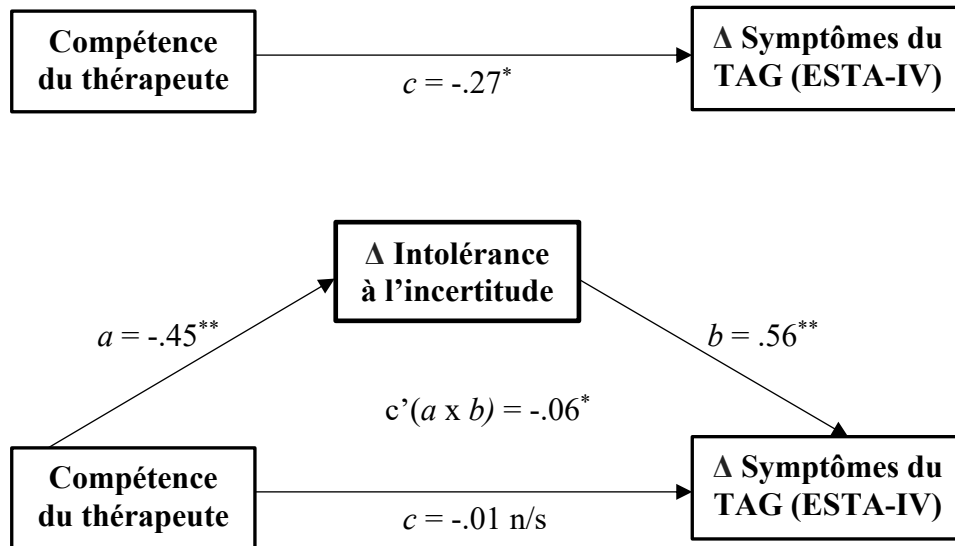 Compétence
du thérapeute
c = -.27*
Δ Symptômes du
TAG (ESTA-IV)
Δ Intolérance
à l’incertitude
a = -.45**
b = .56**
c’(a x b) = -.06*
Compétence
du thérapeute
c = -.01 n/s
Δ Symptômes du
TAG (ESTA-IV)